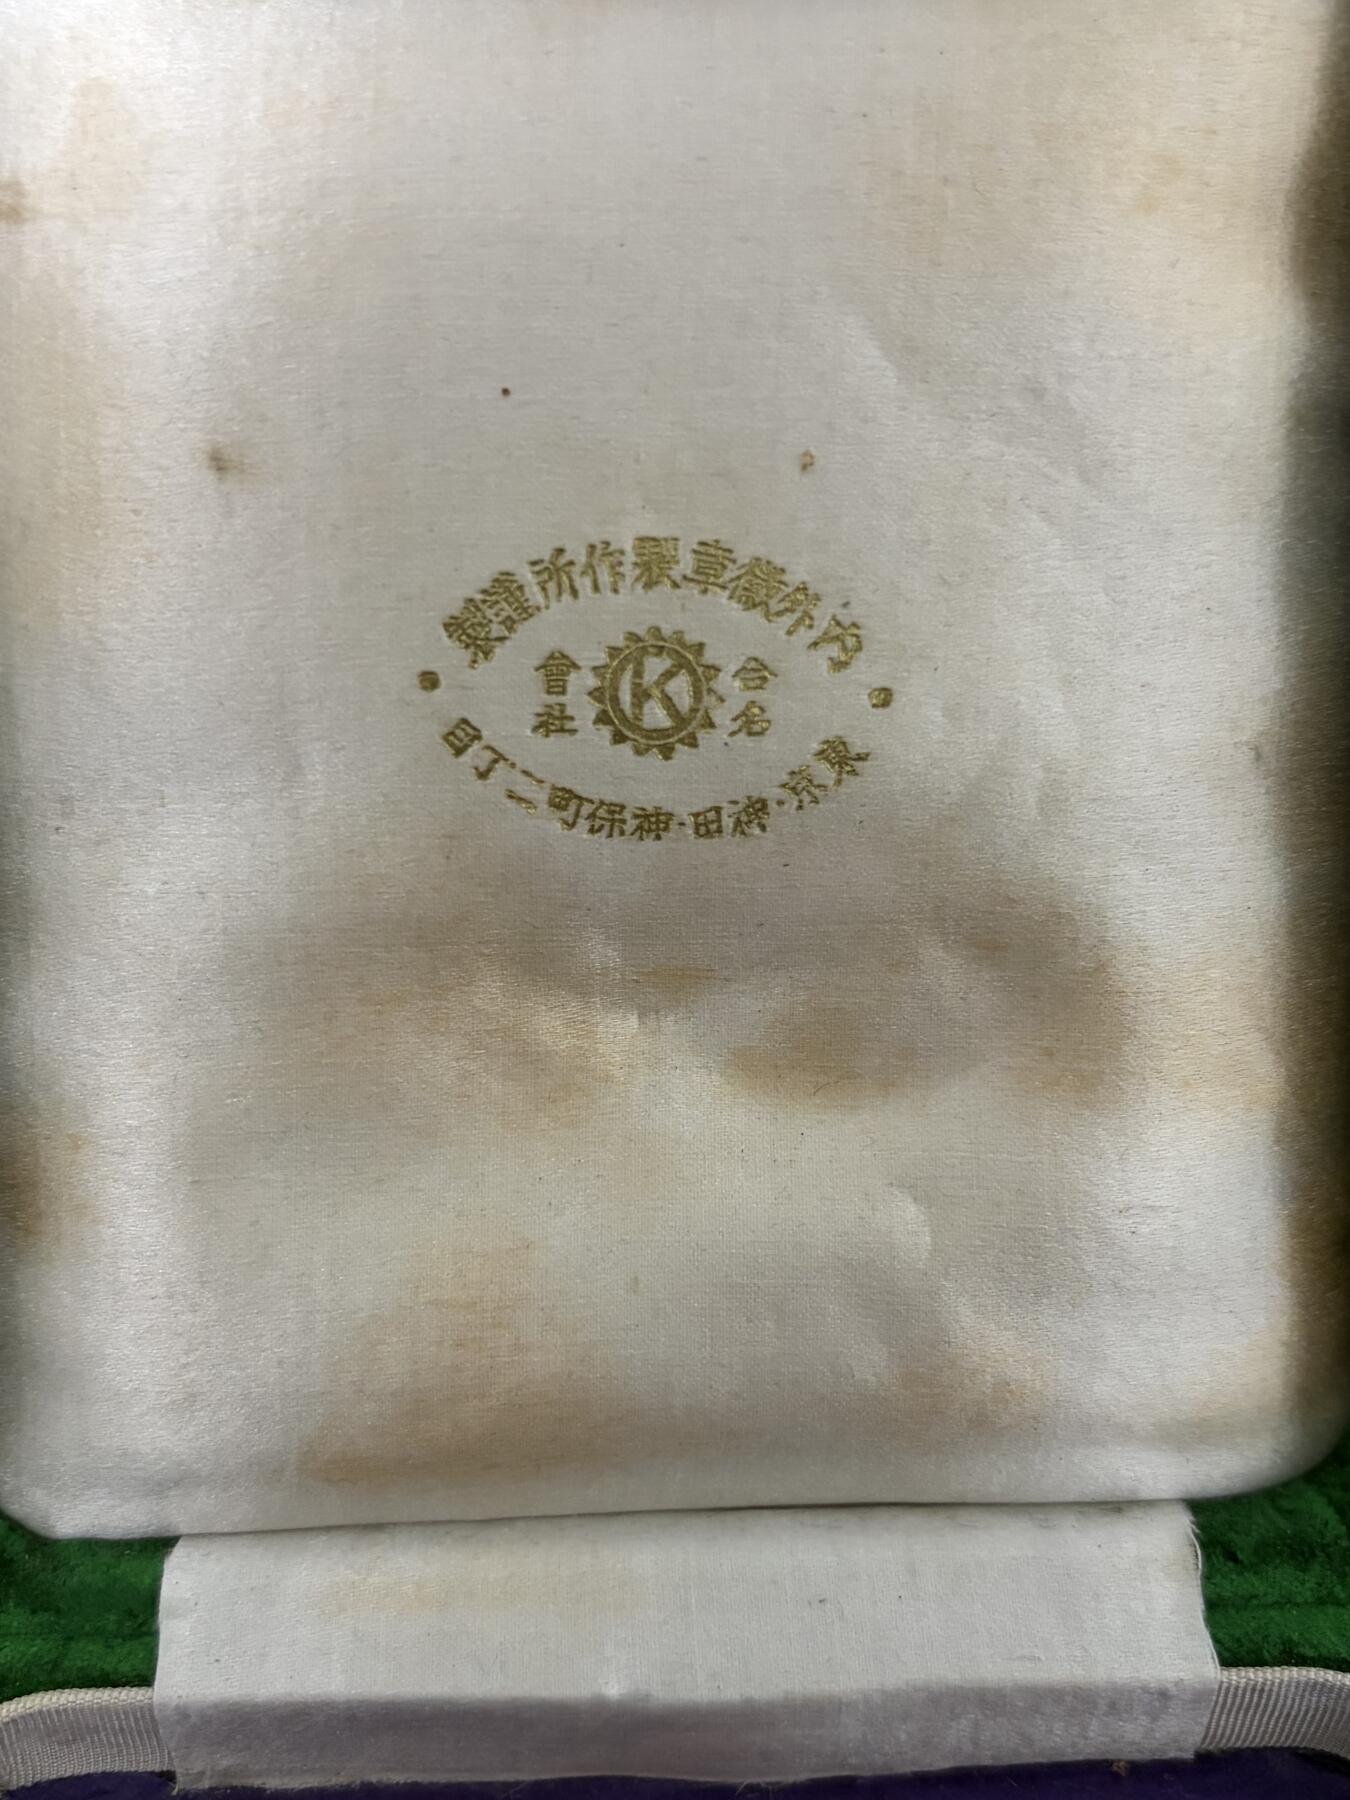 内外徽章製作所謹製
合名
會社
K
東京・神田・神保町二丁目